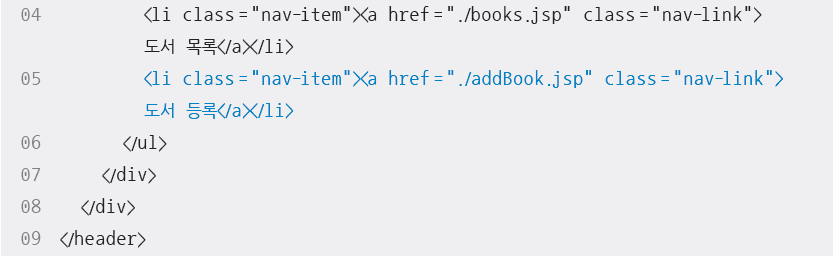 04 <li class="nav-item"><a href="./books.jsp" class="nav-link">
도서 목록</a></li>
05 <li class="nav-item"><a href="./addBook.jsp" class="nav-link">
도서 등록</a></li>
06 </ul>
07 </div>
08 </div>
09 </header>